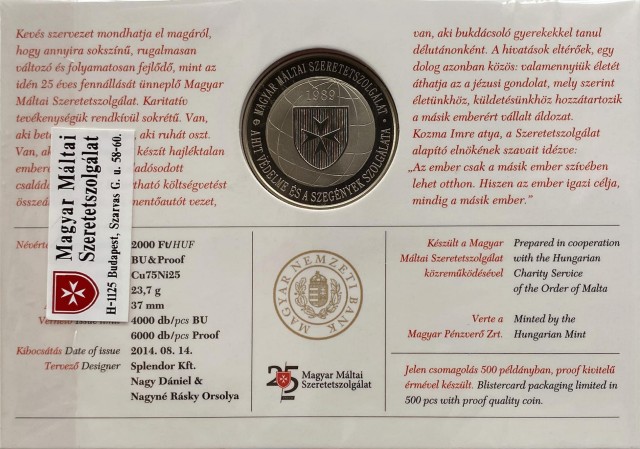 Kevés szervezet mondhatja el magáról,
hogy annyira sokszínű, rugalmasan
változó és folyamatosan fejlődő, mint az
idén 25 éves fennállását ünneplő Magyar
Máltai Szeretetszolgálat. Karitatív
tevékenységük rendkívül sokrétű. Van,
aki aki ruhát oszt.
Van, készít hajléktalan
ember adósodott
család tható költségvetést
összeá mentőautót vezet,
van, aki bukdácsoló gyerekekkel tanul
délutánonként. A hivatások eltérőek, egy
dolog azonban közös: valamennyiük életét
áthatja az a jézusi gondolat, mely szerint
életünkhöz, küldetésünkhöz hozzátartozik
a másik emberért vállalt áldozat.
Kozma Imre atya, a Szeretetszolgálat
alapító elnökének szavait idézve:
„Az ember csak a másik ember szívében
lehet otthon. Hiszen az ember igazi célja,
mindig a másik ember.”
MAGYAR MÁLTAI SZERETETSZOLGÁLAT
1989
A HIT VÉDELME ÉS A SZEGÉNYEK SZOLGÁLATA
Magyar Máltai
Szeretetszolgálat
H-1125 Budapest, Szarvas G. u. 58-60.
Névért 2000 Ft/HUF
BU & Proof
Cu75Ni25
23,7 g
37 mm
4000 db/pcs BU
6000 db/pcs Proof
Kibocsátás Date of issue 2014. 08. 14.
Tervező Designer Splendor Kft.
Nagy Dániel &
Nagyné Rásky Orsolya
MAGYAR NEMZETI BANK
25 Magyar Máltai
Szeretetszolgálat
Készült a Magyar
Máltai Szeretetszolgálat
közreműködésével
Prepared in cooperation
with the Hungarian
Charity Service
of the Order of Malta
Verte a
Magyar Pénzverő Zrt.
Minted by the
Hungarian Mint
Jelen csomagolás 500 példányban, proof kivitelű
érmével készült. Blistercard packaging limited in
500 pcs with proof quality coin.